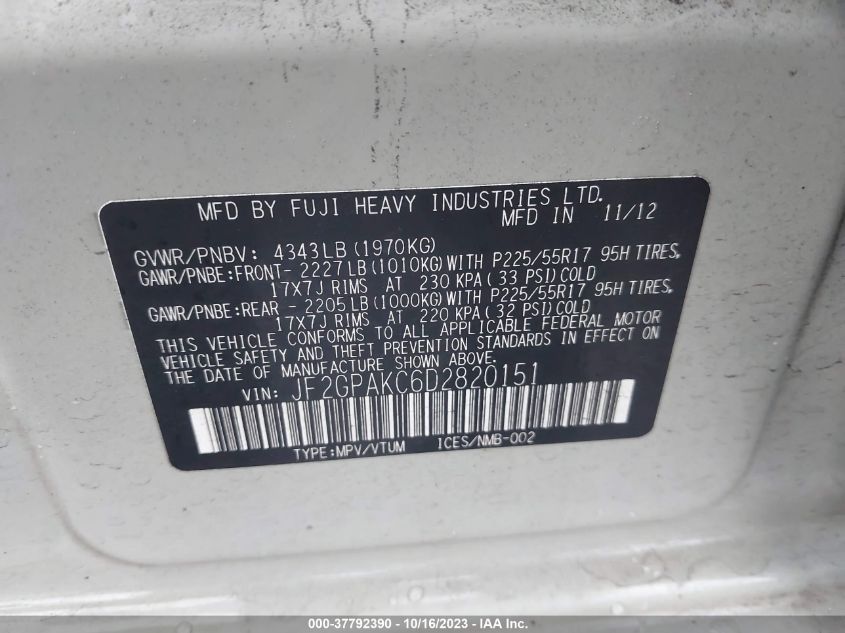 MFD BY FUJI HEAVY INDUSTRIES LTD.
MFD IN 11/12
GVWR/PNBV: 4343LB (1970KG)
GAWR/PNBE:FRONT- 2227LB (1010KG) WITH P225/55R17 95H TIRES,
17X7J RIMS AT 230 KPA (33 PSI) COLD
GAWR/PNBE:REAR - 2205LB (1000KG) WITH P225/55R17 95H TIRES,
17X7J RIMS AT 220 KPA (32 PSI) COLD
THIS VEHICLE CONFORMS TO ALL APPLICABLE FEDERAL MOTOR
VEHICLE SAFETY AND THEFT PREVENTION STANDARDS IN EFFECT ON
THE DATE OF MANUFACTURE SHOWN ABOVE.
VIN: JF2GPAKC6D2820151
TYPE:MPV/VTUM ICES/NMB-002
000-37792390 - 10/16/2023 - IAA Inc.